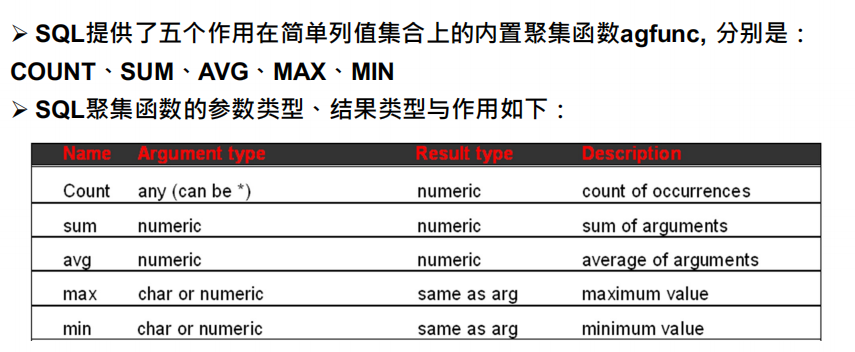 ➢ SQL提供了五个作用在简单列值集合上的内置聚集函数agfunc, 分别是：
COUNT、SUM、AVG、MAX、MIN
➢ SQL聚集函数的参数类型、结果类型与作用如下：
Name Argument type Result type Description
Count any (can be *) numeric count of occurrences
sum numeric numeric sum of arguments
avg numeric numeric average of arguments
max char or numeric same as arg maximum value
min char or numeric same as arg minimum value